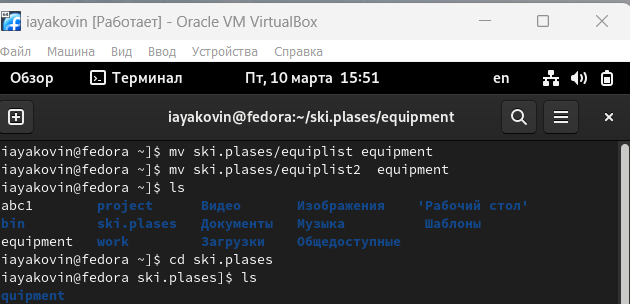 iayakovin [Работает] - Oracle VM VirtualBox
Файл Машина Вид Ввод Устройства Справка
Обзор Терминал Пт, 10 марта 15:51 en
iayakovin@fedora:~/ski.plases/equipment
iayakovin@fedora ~]$ mv ski.plases/equiplist equipment
iayakovin@fedora ~]$ mv ski.plases/equiplist2 equipment
iayakovin@fedora ~]$ ls
abc1 project Видео Изображения 'Рабочий стол'
bin ski.plases Документы Музыка Шаблоны
equipment work Загрузки Общедоступные
iayakovin@fedora ~]$ cd ski.plases
iayakovin@fedora ski.plases]$ ls
quipment